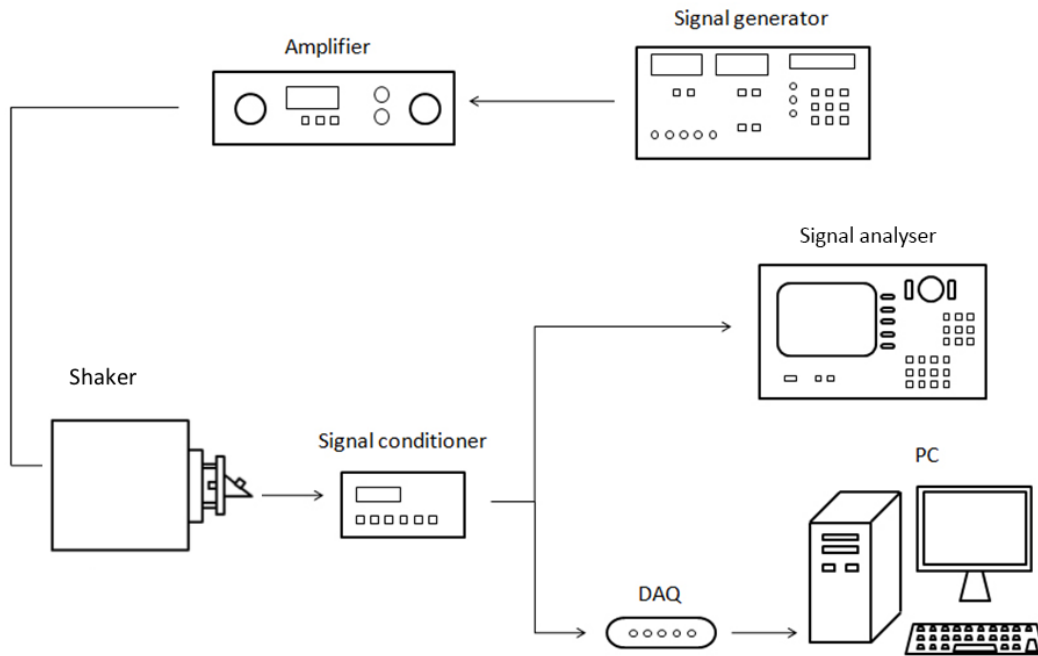 Signal generator
Amplifier
Signal analyser
Shaker
Signal conditioner
PC
DAQ